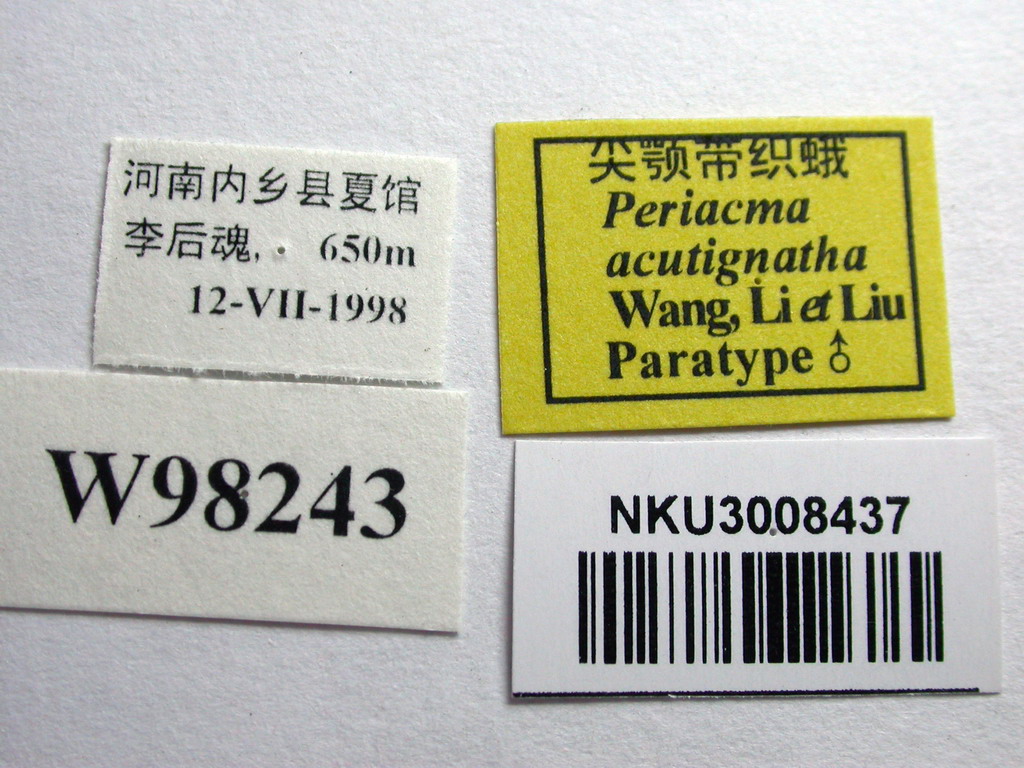 河南内乡县夏馆
李后魂, 650m
12-VII-1998
W98243
尖颚带织蛾
Periacma
acutignatha
Wang, Li et Liu
Paratype ♂
NKU3008437